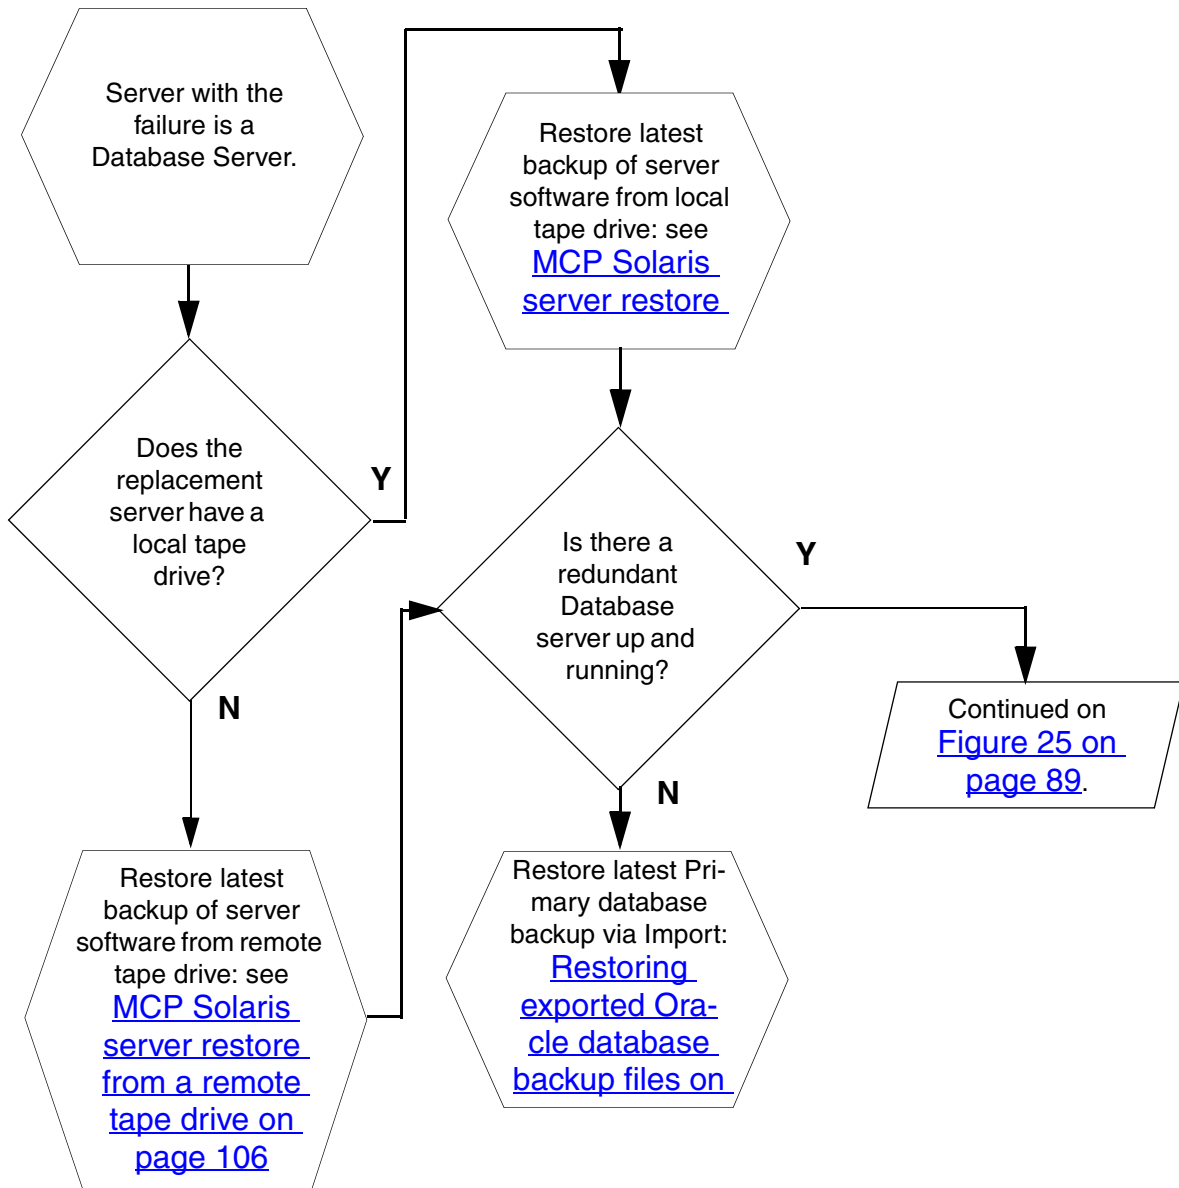 Server with the
failure is a
Database Server.
Does the
replacement
server have a
local tape
drive?
Y
N
Restore latest
backup of server
software from local
tape drive: see
MCP Solaris
server restore
Restore latest
backup of server
software from remote
tape drive: see
MCP Solaris
server restore
from a remote
tape drive on
page 106
Is there a
redundant
Database
server up and
running?
Y
N
Continued on
Figure 25 on
page 89.
Restore latest Pri-
mary database
backup via Import:
Restoring
exported Ora-
cle database
backup files on